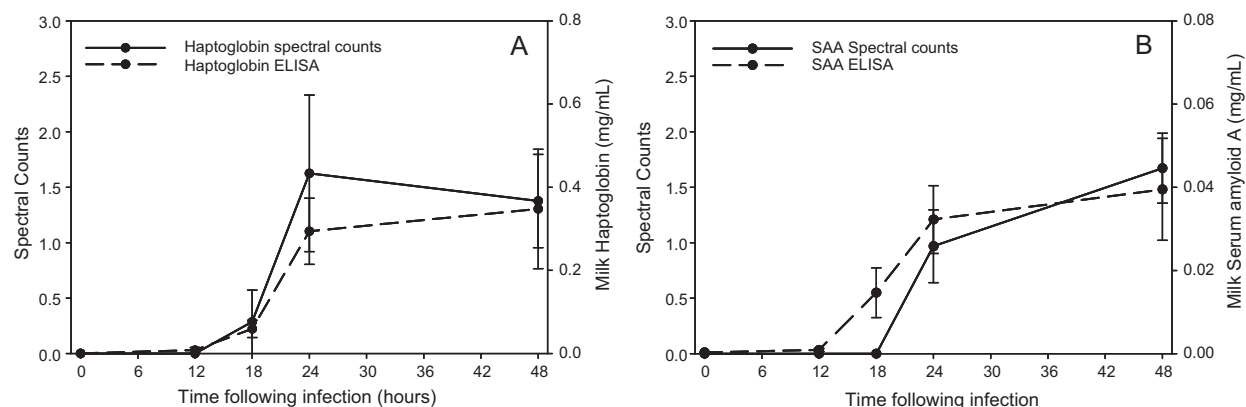 A
Haptoglobin spectral counts
Haptoglobin ELISA
Spectral Counts
3.0
2.5
2.0
1.5
1.0
0.5
0.0
0.8
0.6
0.4
0.2
0.0
Milk Haptoglobin (mg/mL)
0 6 12 18 24 30 36 42 48
Time following infection (hours)
B
SAA Spectral counts
SAA ELISA
Spectral Counts
3.0
2.5
2.0
1.5
1.0
0.5
0.0
0.08
0.06
0.04
0.02
0.00
Milk Serum amyloid A (mg/mL)
0 6 12 18 24 30 36 42 48
Time following infection